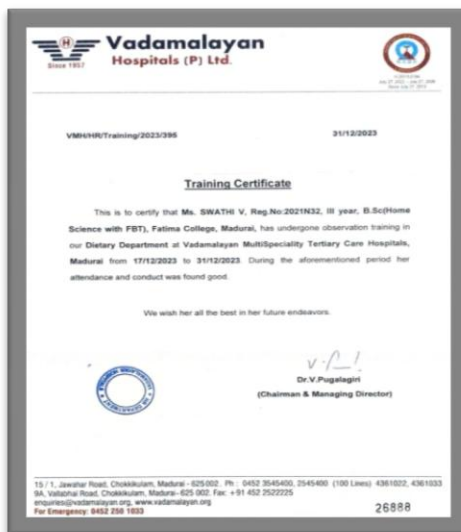 Vadamalayan
Hospitals (P) Ltd.
H
Since 1957
VMH/HR/Training/2023/395
31/12/2023
Training Certificate
This is to certify that Ms. SWATHI V, Reg.No:2021N32, III year, B.Sc(Home
Science with FBT), Fatima College, Madurai, has undergone observation training in
our Dietary Department at Vadamalayan MultiSpeciality Tertiary Care Hospitals,
Madurai from 17/12/2023 to 31/12/2023. During the aforementioned period her
attendance and conduct was found good.
We wish her all the best in her future endeavors.
Dr.V.Pugalagiri
(Chairman & Managing Director)
15 / 1, Jawahar Road, Chokkikulam, Madurai - 625 002. Ph : 0452 3545400, 2545400 (100 Lines) 4361022, 4361033
9A, Vallabhai Road, Chokkikulam, Madurai - 625 002. Fax: +91 452 2522225
enquiries@vadamalayan.org, www.vadamalayan.org
For Emergency: 0452 250 1033
26888